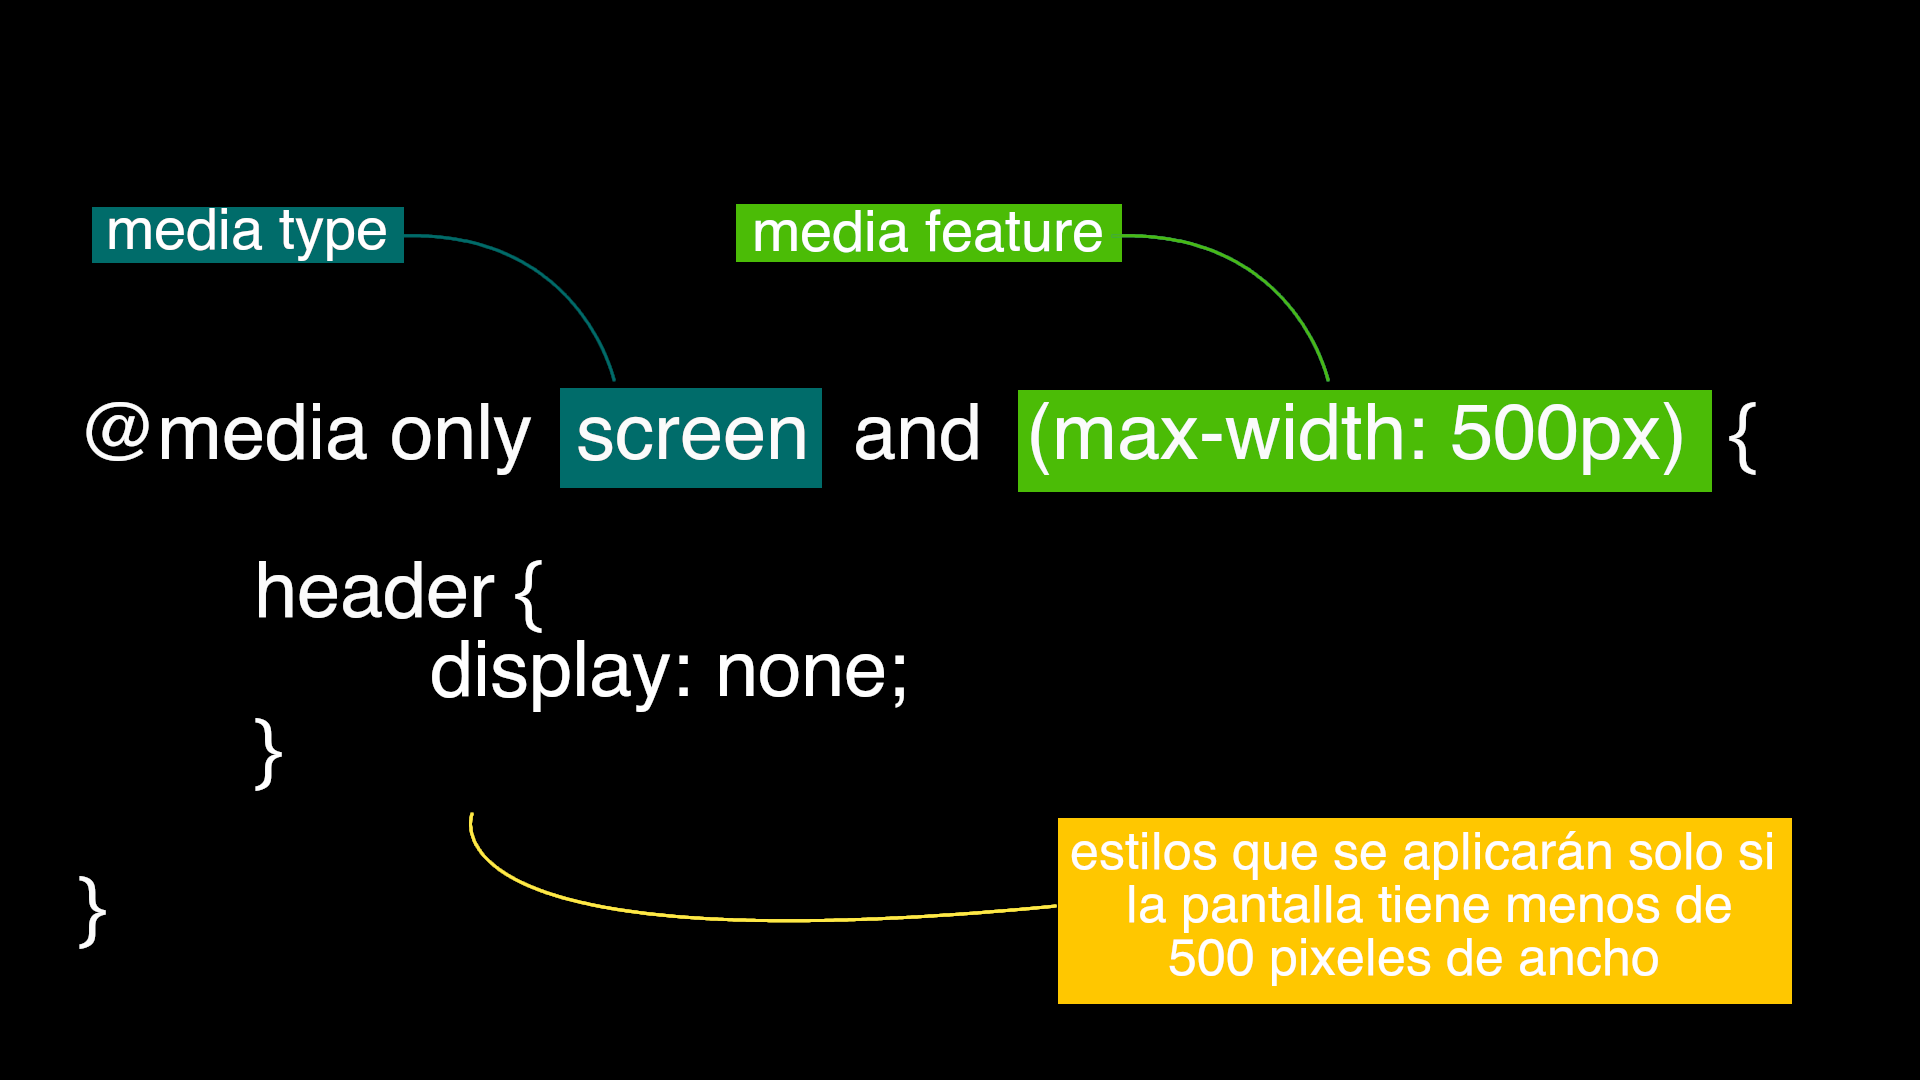 media type
media feature
@media only screen and (max-width: 500px) {
header {
display: none;
}
}
estilos que se aplicarán solo si
la pantalla tiene menos de
500 pixeles de ancho